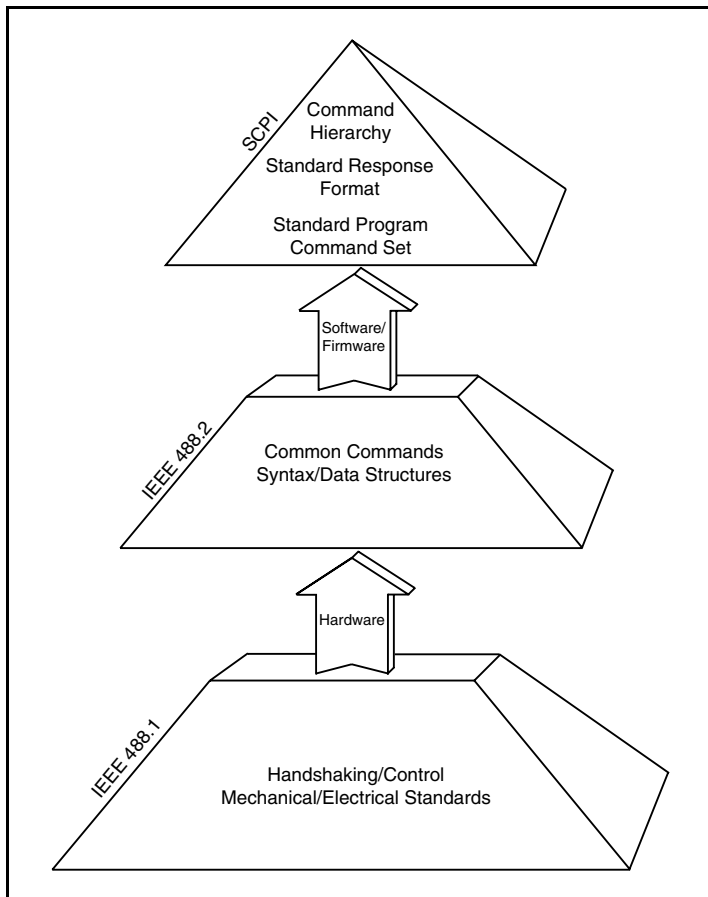 SCPI
Command
Hierarchy
Standard Response
Format
Standard Program
Command Set
Software/
Firmware
IEEE 488.2
Common Commands
Syntax/Data Structures
Hardware
IEEE 488.1
Handshaking/Control
Mechanical/Electrical Standards